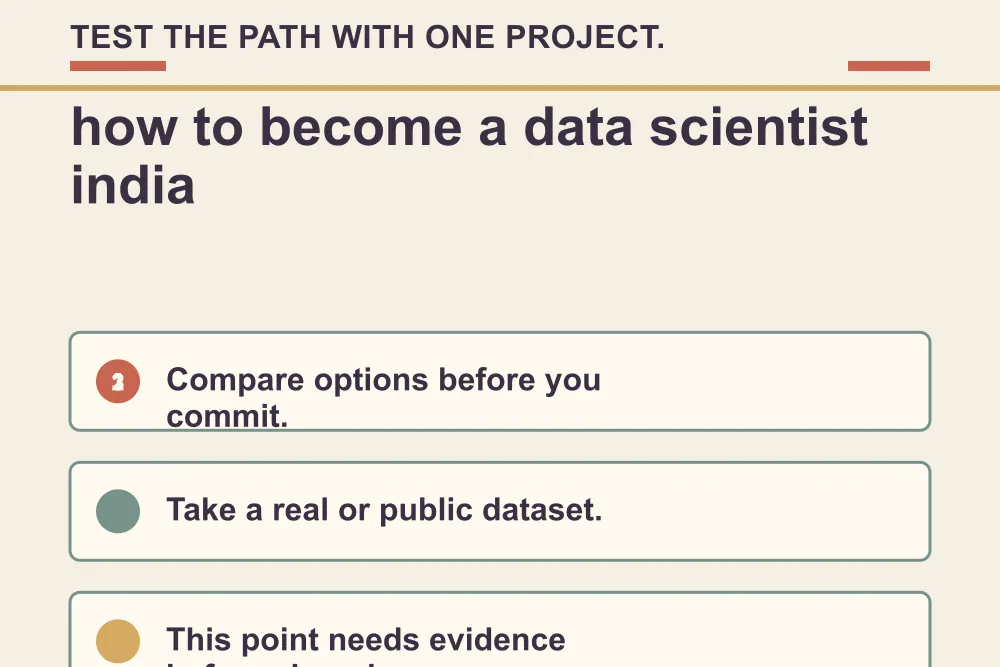 TEST THE PATH WITH ONE PROJECT.
how to become a data scientist
india
Compare options before you
commit.
Take a real or public dataset.
This point needs evidence